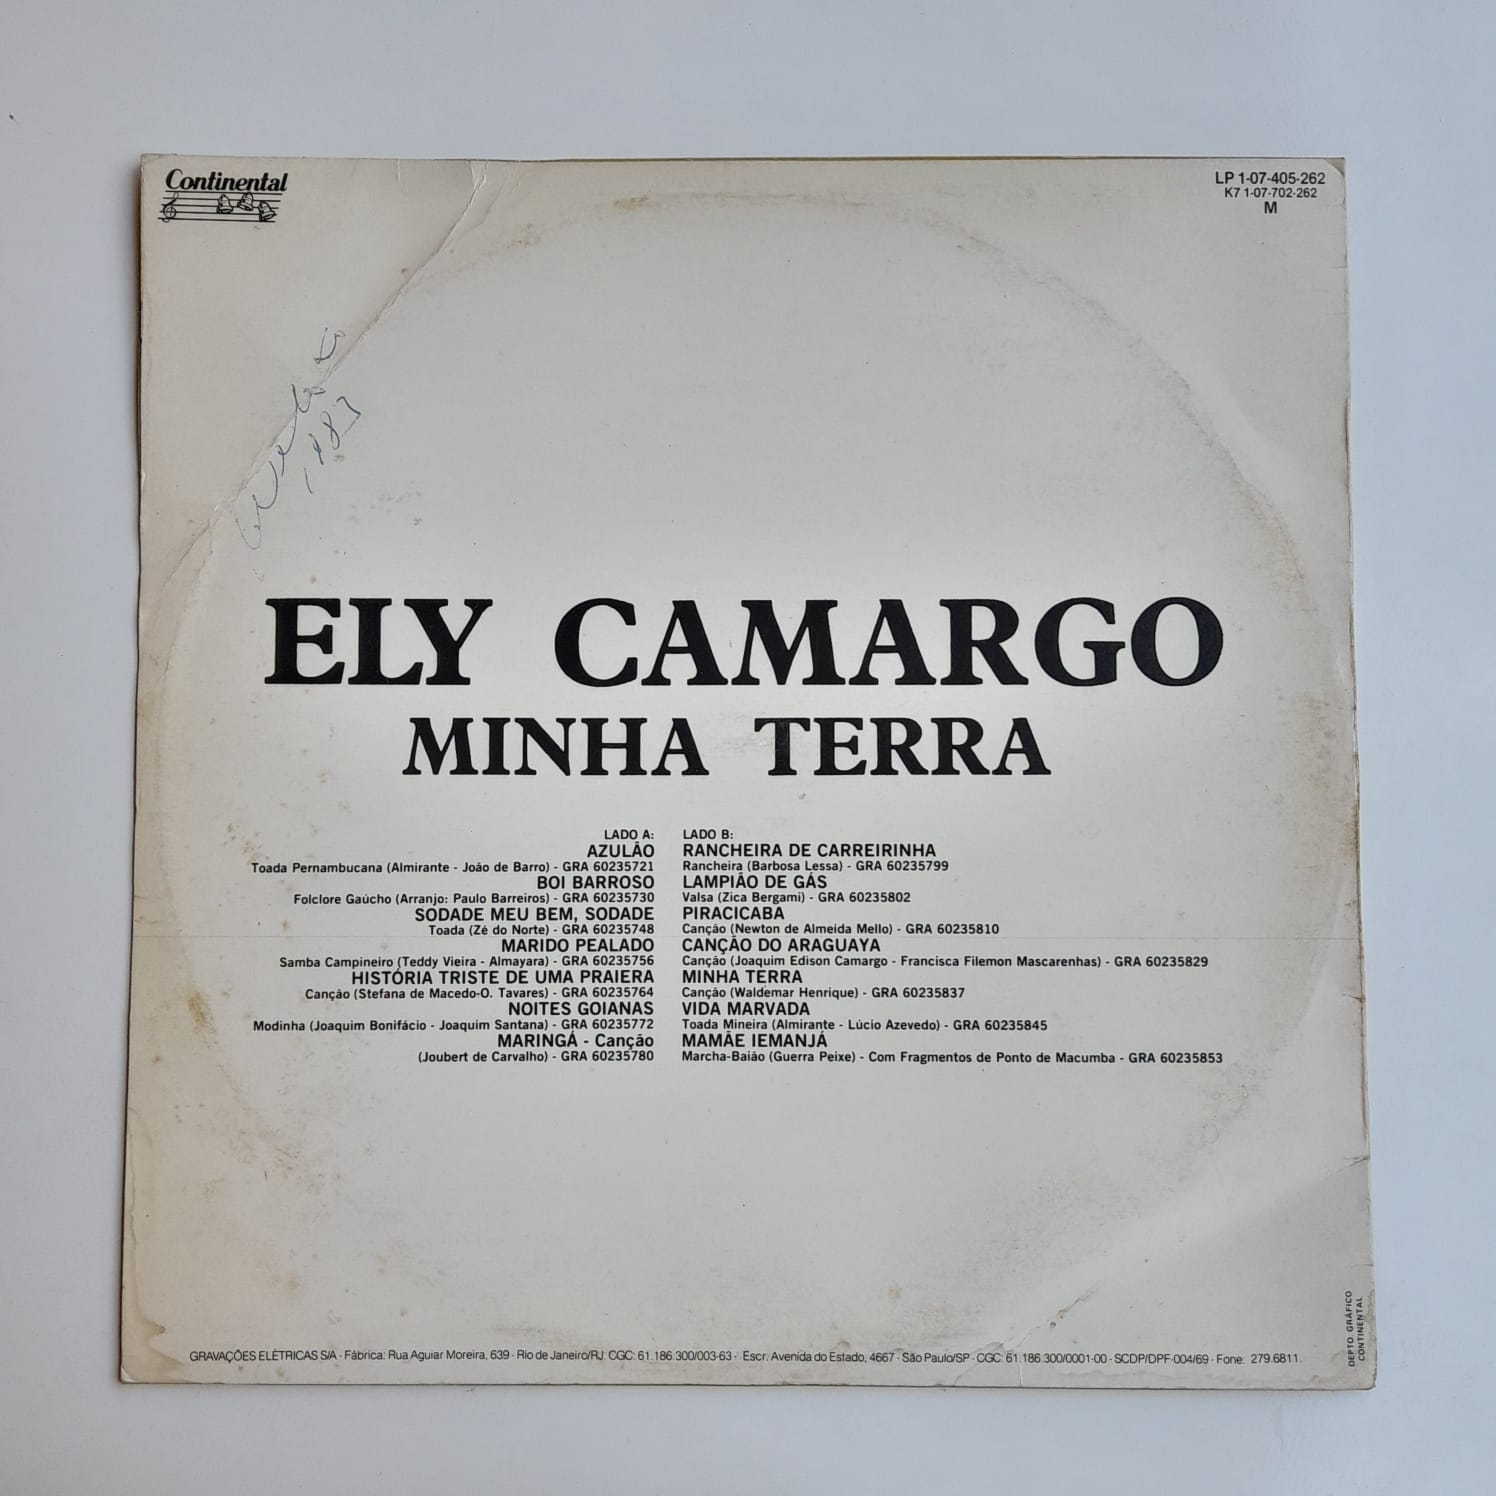 Continental
LP 1-07-405-262
K7 1-07-702-262
M
1983
ELY CAMARGO
MINHA TERRA
LADO A:
AZULÃO
Toada Pernambucana (Almirante - João de Barro) - GRA 60235721
BOI BARROSO
Folclore Gaúcho (Arranjo: Paulo Barreiros) - GRA 60235730
SODADE MEU BEM, SODADE
Toada (Zé do Norte) - GRA 60235748
MARIDO PEALADO
Samba Campineiro (Teddy Vieira - Almayara) - GRA 60235756
HISTÓRIA TRISTE DE UMA PRAIERA
Canção (Stefana de Macedo-O. Tavares) - GRA 60235764
NOITES GOIANAS
Modinha (Joaquim Bonifácio - Joaquim Santana) - GRA 60235772
MARINGÁ - Canção
(Joubert de Carvalho) - GRA 60235780
LADO B:
RANCHEIRA DE CARREIRINHA
Rancheira (Barbosa Lessa) - GRA 60235799
LAMPIÃO DE GÁS
Valsa (Zica Bergami) - GRA 60235802
PIRACICABA
Canção (Newton de Almeida Mello) - GRA 60235810
CANÇÃO DO ARAGUAYA
Canção (Joaquim Edison Camargo - Francisca Filemon Mascarenhas) - GRA 60235829
MINHA TERRA
Canção (Waldemar Henrique) - GRA 60235837
VIDA MARVADA
Toada Mineira (Almirante - Lúcio Azevedo) - GRA 60235845
MAMÃE IEMANJÁ
Marcha-Baião (Guerra Peixe) - Com Fragmentos de Ponto de Macumba - GRA 60235853
DEPTO. GRÁFICO
CONTINENTAL
GRAVAÇÕES ELÉTRICAS S/A - Fábrica: Rua Aguiar Moreira, 639 - Rio de Janeiro/RJ. CGC: 61.186.300/003-63 - Escr. Avenida do Estado, 4667 - São Paulo/SP - CGC: 61.186.300/0001-00 - SCDP/DPF-004/69 - Fone: 279.6811.